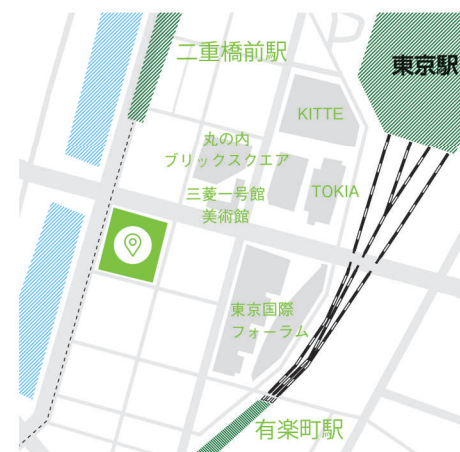 二重橋前駅
東京駅
KITTE
丸の内
ブリックスクエア
三菱一号館
美術館
TOKIA
東京国際
フォーラム
有楽町駅